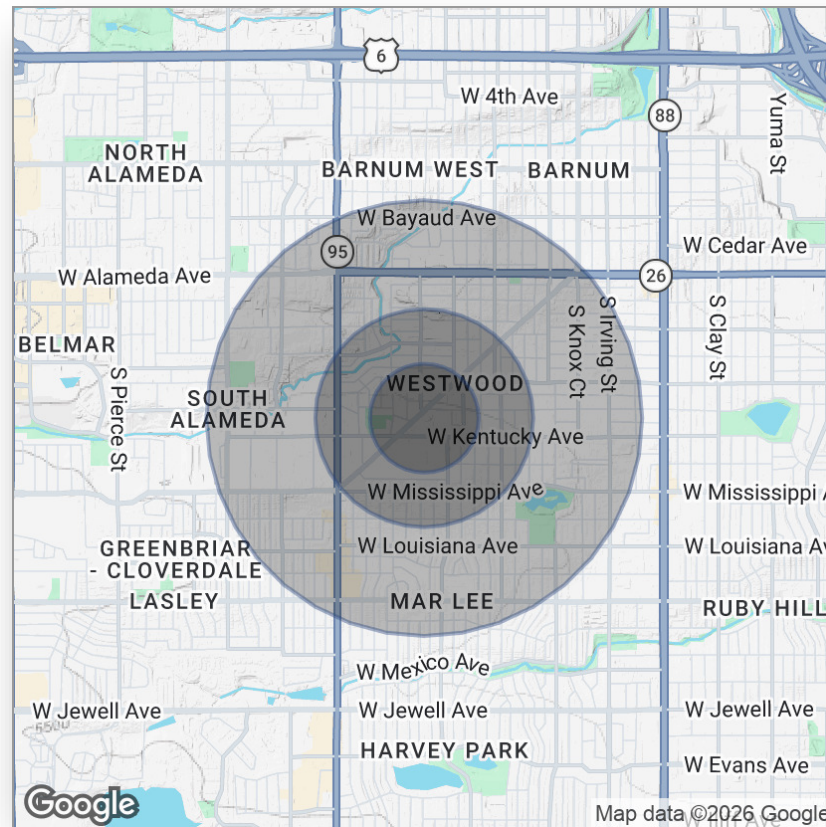 6
W 4th Ave
88
Yuma St
NORTH
ALAMEDA
BARNUM WEST
BARNUM
W Bayaud Ave
95
W Cedar Ave
W Alameda Ave
26
S Knox Ct
S Irving St
S Clay St
BELMAR
S Pierce St
WESTWOOD
SOUTH
ALAMEDA
W Kentucky Ave
W Mississippi Ave
W Mississippi A
W Louisiana Ave
W Louisiana Ave
GREENBRIAR
- CLOVERDALE
LASLEY
MAR LEE
RUBY HILL
W Mexico Ave
W Jewell Ave
W Jewell Ave
W Jewell Ave
6500
HARVEY PARK
W Evans Ave
Google
Map data ©2026 Google